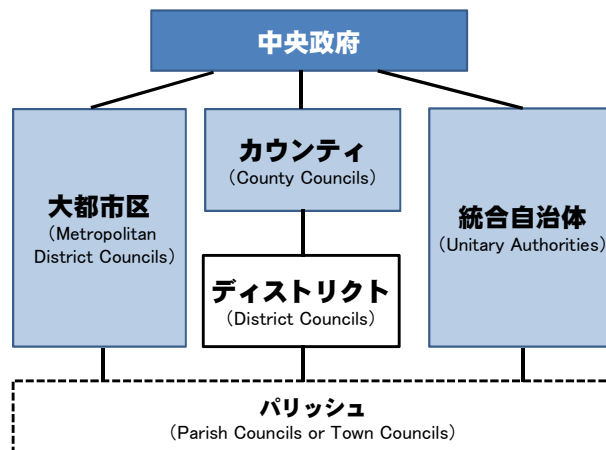 中央政府
大都市区
（Metropolitan
District Councils）
カウンティ
（County Councils）
ディストリクト
（District Councils）
統合自治体
（Unitary Authorities）
パリッシュ
（Parish Councils or Town Councils）